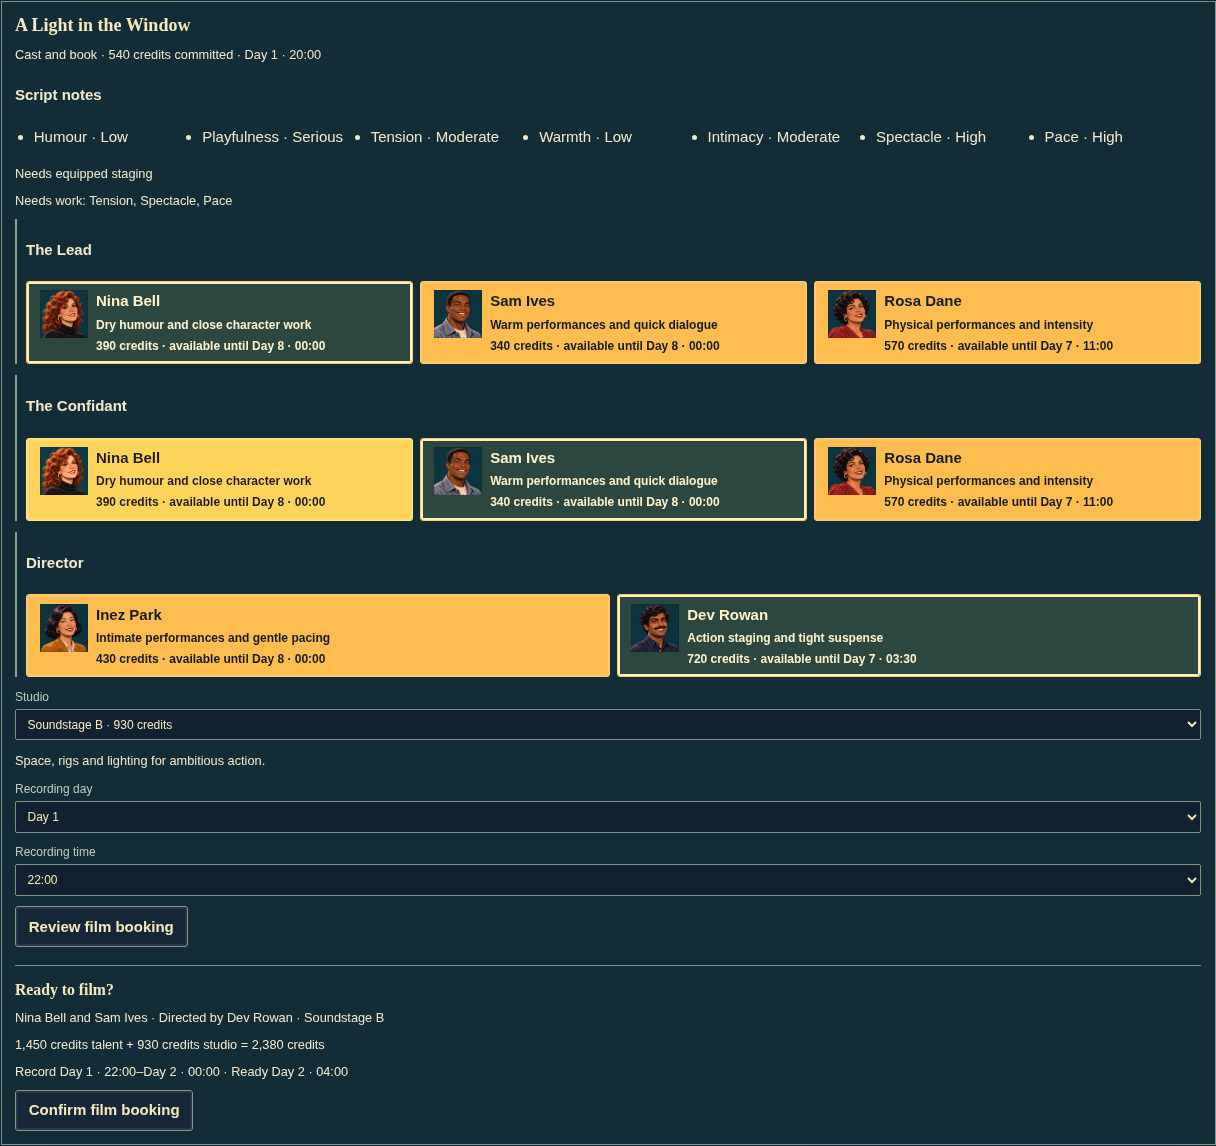 A Light in the Window
Cast and book · 540 credits committed · Day 1 · 20:00
Script notes
• Humour · Low • Playfulness · Serious • Tension · Moderate • Warmth · Low • Intimacy · Moderate • Spectacle · High • Pace · High
Needs equipped staging
Needs work: Tension, Spectacle, Pace
The Lead
Nina Bell
Dry humour and close character work
390 credits · available until Day 8 · 00:00
Sam Ives
Warm performances and quick dialogue
340 credits · available until Day 8 · 00:00
Rosa Dane
Physical performances and intensity
570 credits · available until Day 7 · 11:00
The Confidant
Nina Bell
Dry humour and close character work
390 credits · available until Day 8 · 00:00
Sam Ives
Warm performances and quick dialogue
340 credits · available until Day 8 · 00:00
Rosa Dane
Physical performances and intensity
570 credits · available until Day 7 · 11:00
Director
Inez Park
Intimate performances and gentle pacing
430 credits · available until Day 8 · 00:00
Dev Rowan
Action staging and tight suspense
720 credits · available until Day 7 · 03:30
Studio
Soundstage B · 930 credits
Space, rigs and lighting for ambitious action.
Recording day
Day 1
Recording time
22:00
Review film booking
Ready to film?
Nina Bell and Sam Ives · Directed by Dev Rowan · Soundstage B
1,450 credits talent + 930 credits studio = 2,380 credits
Record Day 1 · 22:00–Day 2 · 00:00 · Ready Day 2 · 04:00
Confirm film booking